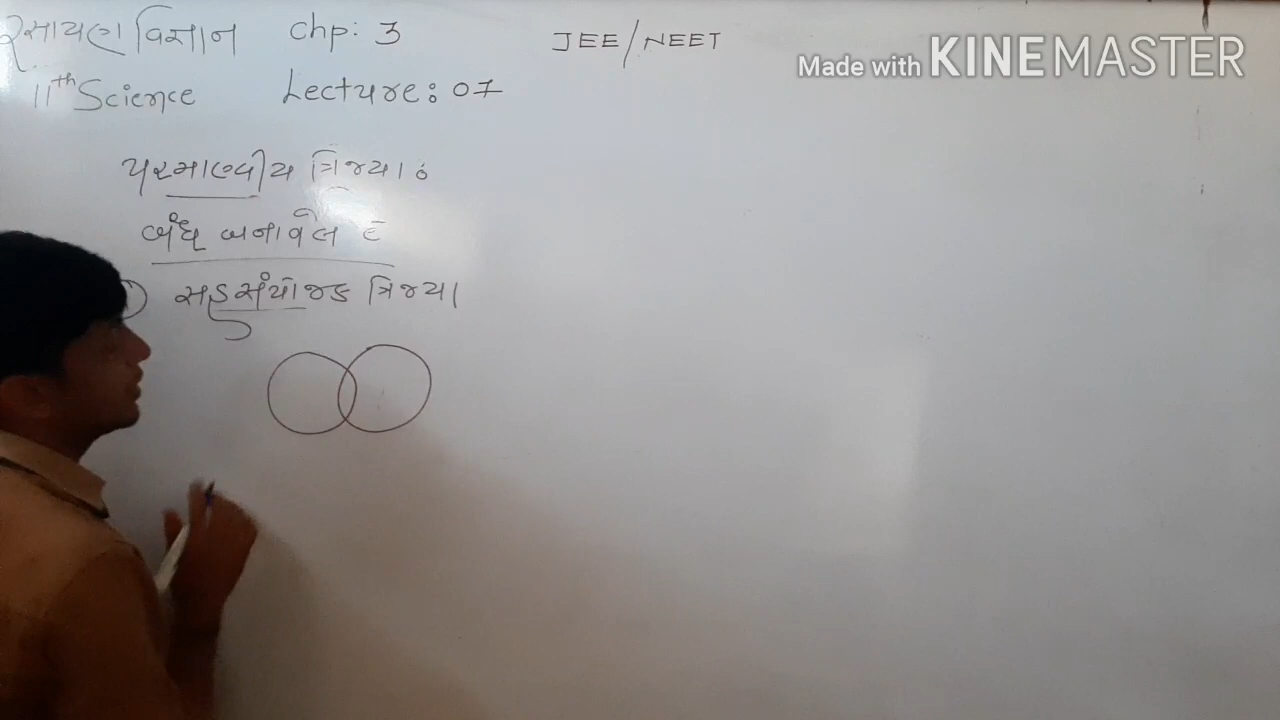 રસાયણ વિજ્ઞાન Chp: 3 JEE/NEET
Made with KINEMASTER
11th Science Lecture: 07
પરમાણ્વીય ત્રિજ્યા :
બંધ બનાવેલ છે
સહસંયોજક ત્રિજ્યા